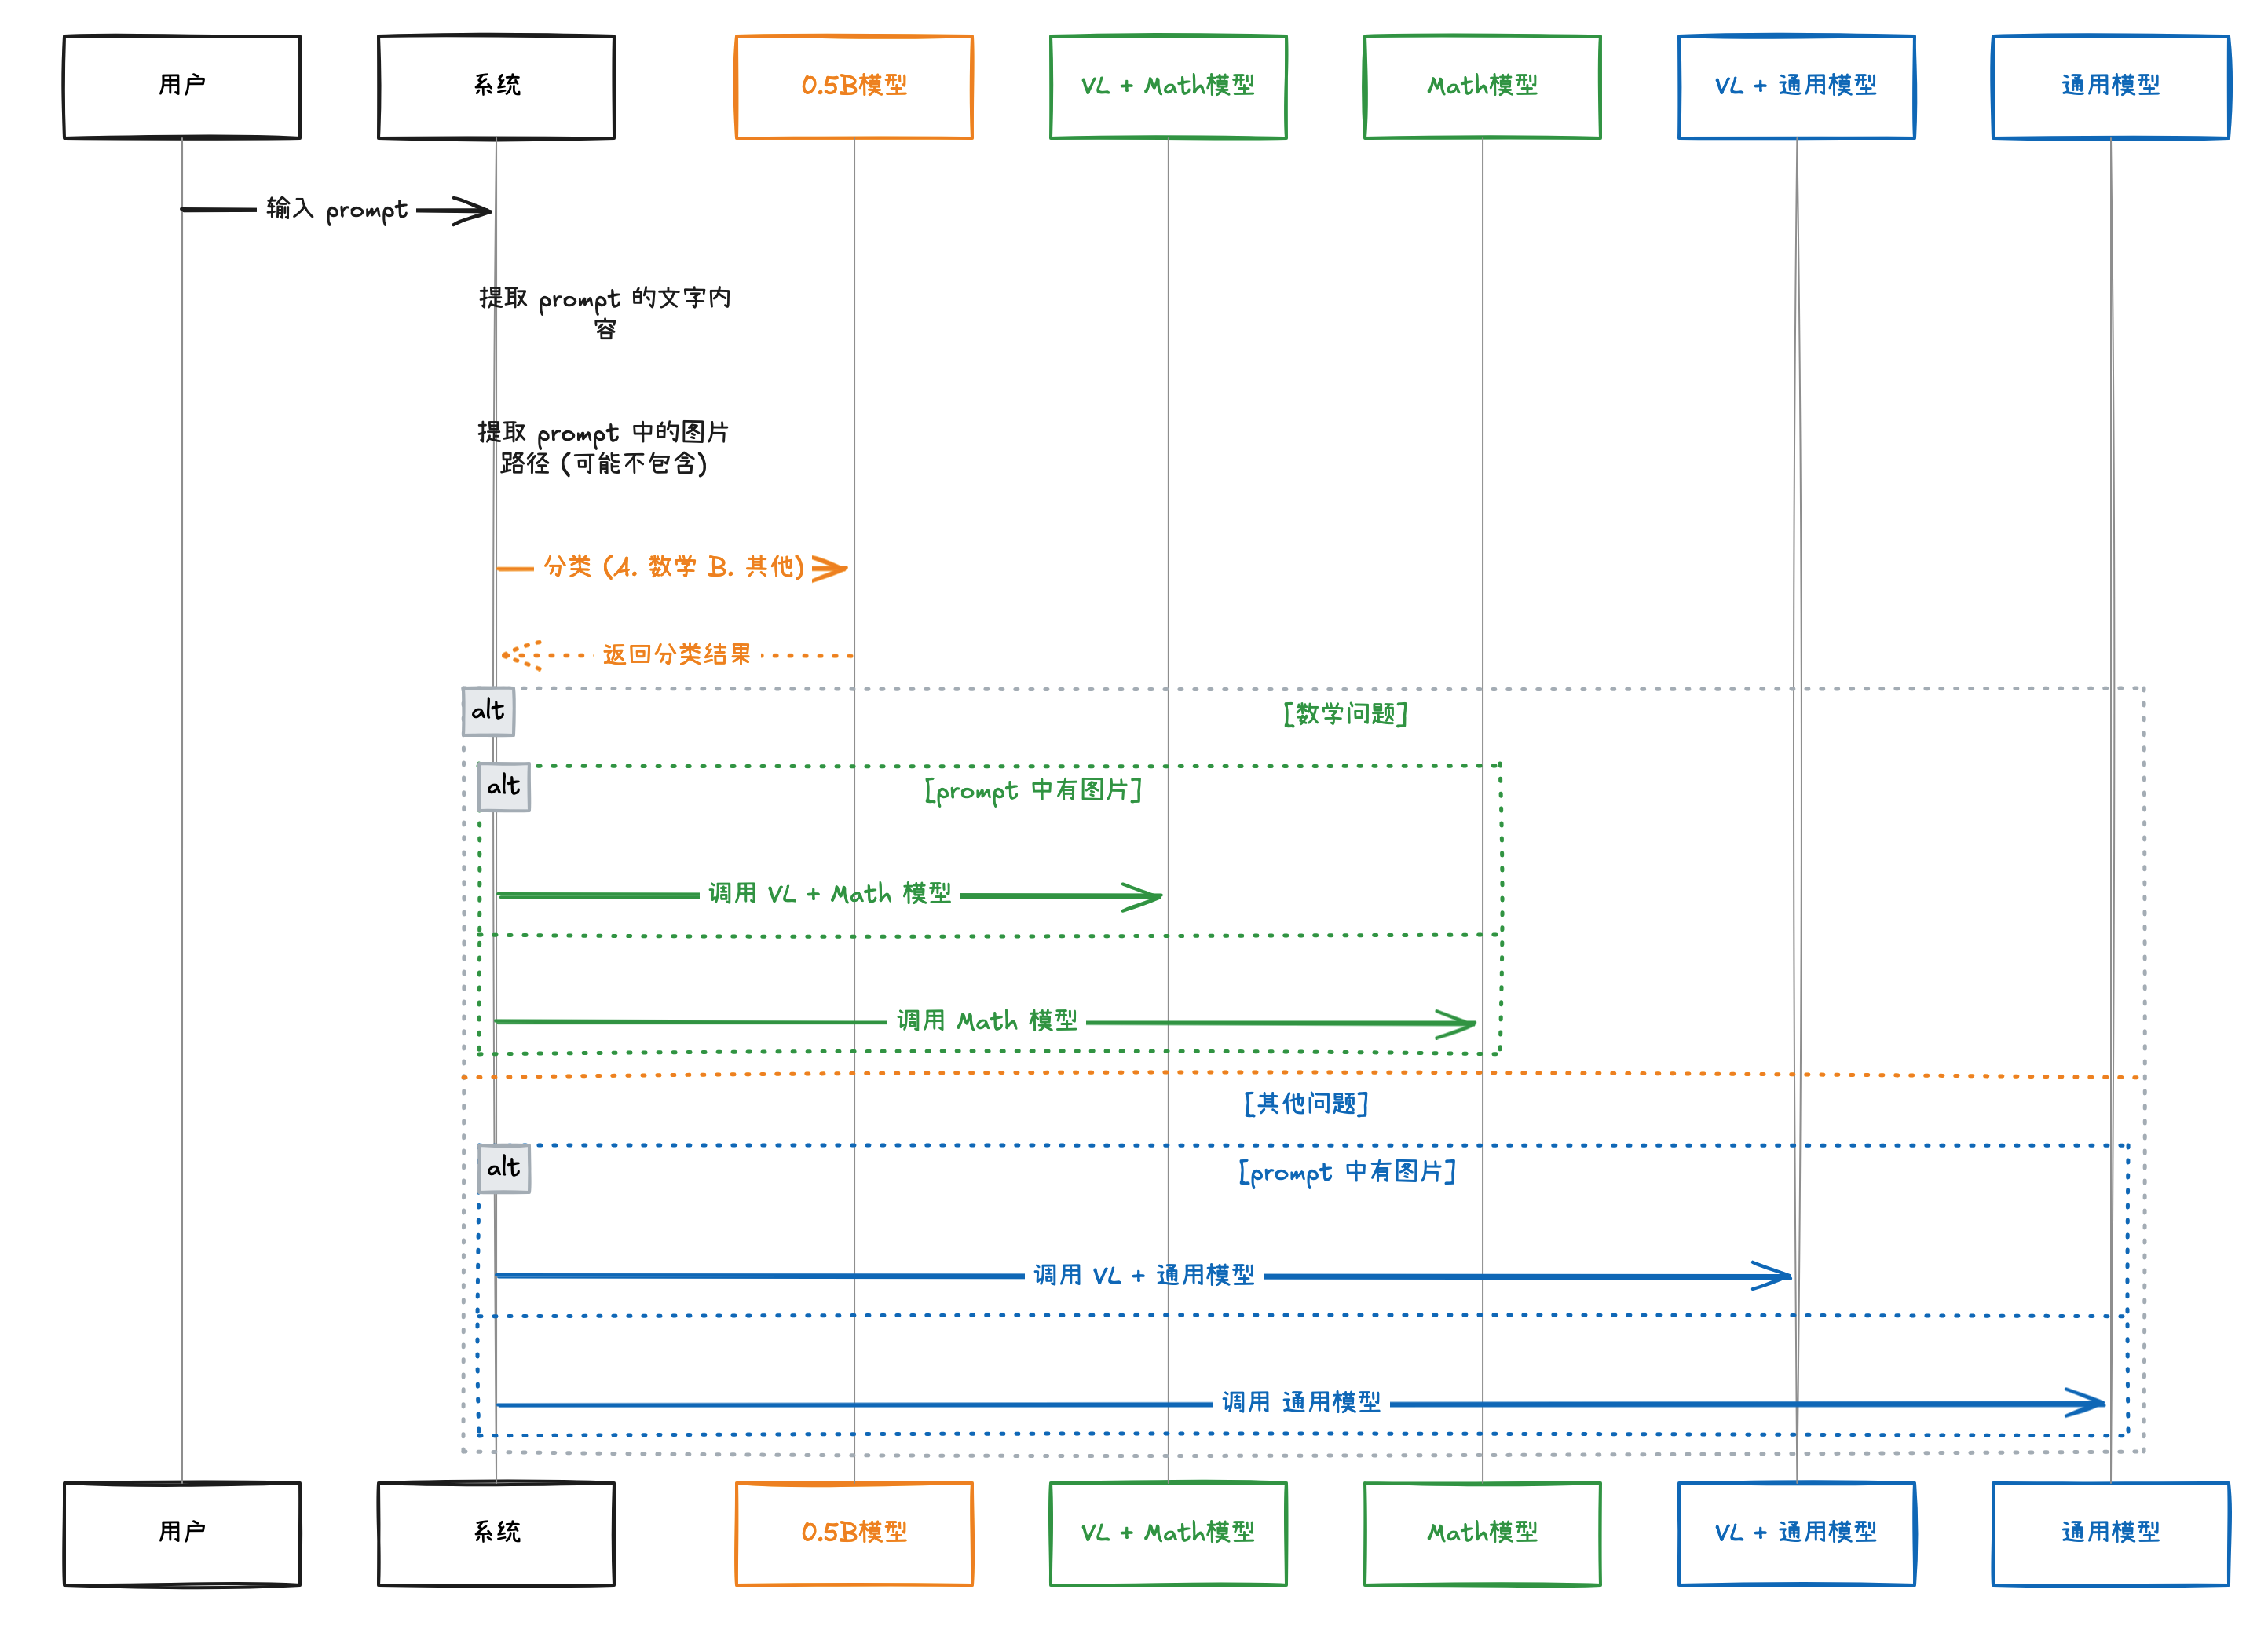 用户
系统
0.5B模型
VL + Math模型
Math模型
VL + 通用模型
通用模型
输入 prompt
提取 prompt 的文字内
容
提取 prompt 中的图片
路径 (可能不包含)
分类 (A. 数学 B. 其他)
返回分类结果
alt
[数学问题]
alt
[prompt 中有图片]
调用 VL + Math 模型
调用 Math 模型
[其他问题]
alt
[prompt 中有图片]
调用 VL + 通用模型
调用 通用模型
用户
系统
0.5B模型
VL + Math模型
Math模型
VL + 通用模型
通用模型